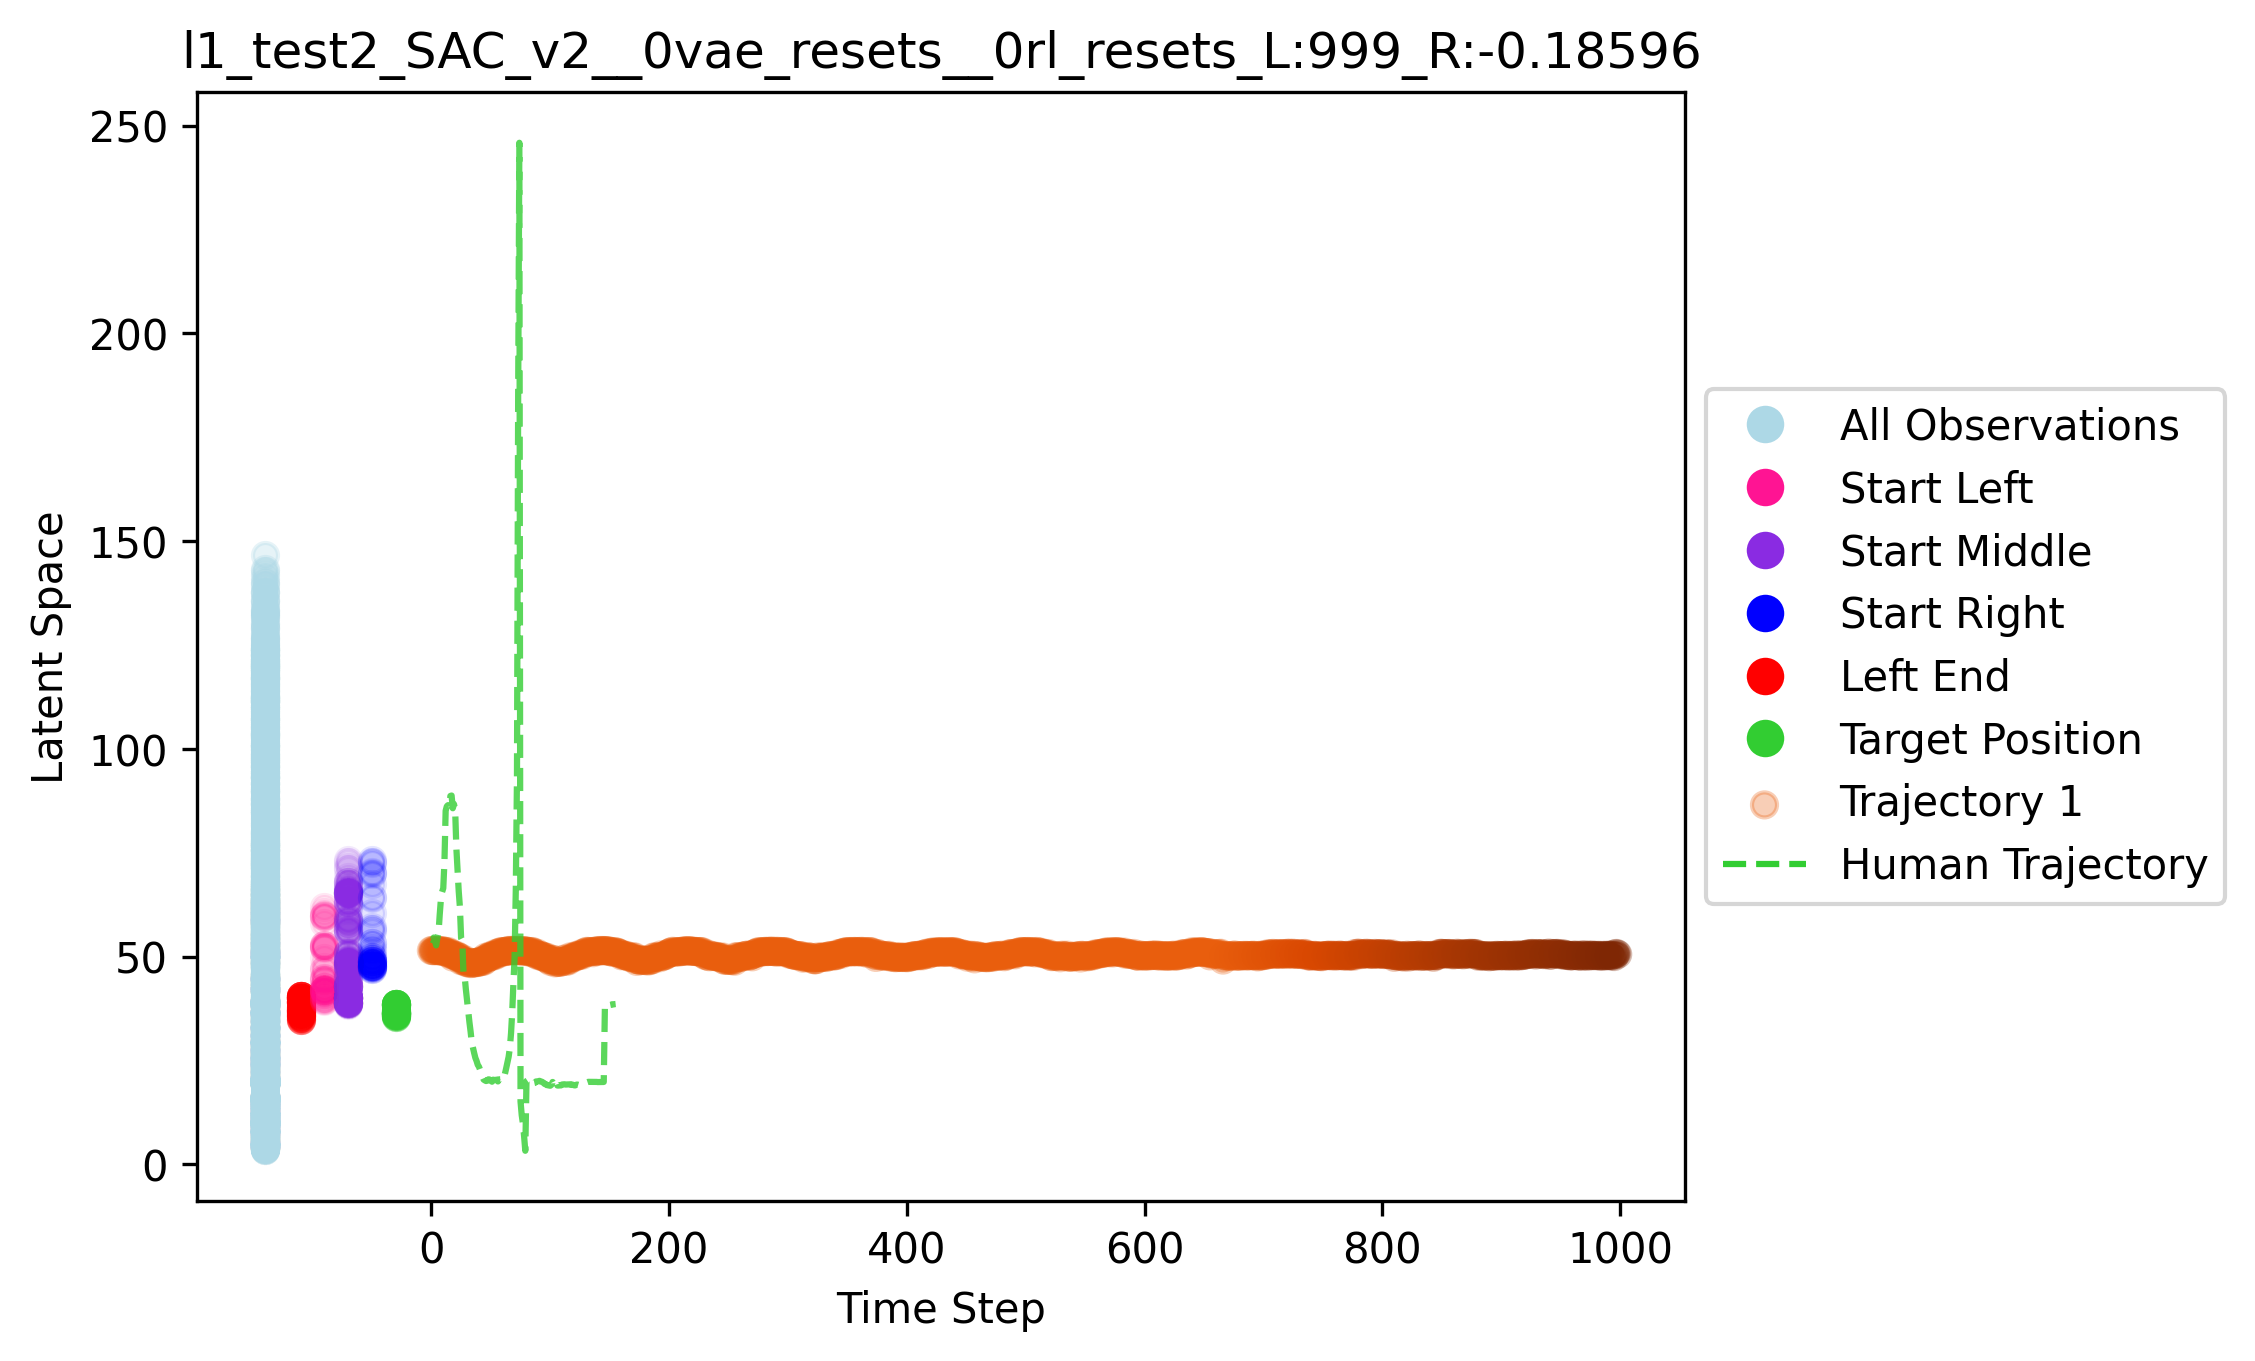 l1_test2_SAC_v2__0vae_resets__0rl_resets_L:999_R:-0.18596
250
200
150
100
50
0
Latent Space
0 200 400 600 800 1000
Time Step
All Observations
Start Left
Start Middle
Start Right
Left End
Target Position
Trajectory 1
Human Trajectory